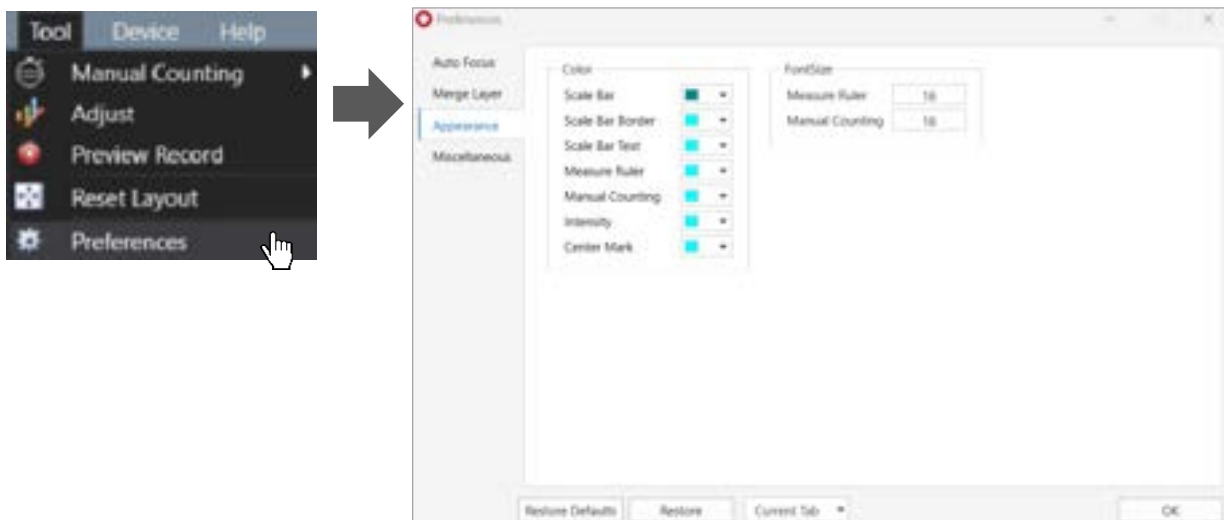 Tool Device Help
Manual Counting
Adjust
Preview Record
Reset Layout
Preferences
Preferences
Auto Focus
Merge Layer
Appearance
Miscellaneous
Color
Scale Bar
Scale Bar Border
Scale Bar Text
Measure Ruler
Manual Counting
Intensity
Center Mark
FontSize
Measure Ruler 16
Manual Counting 16
Restore Defaults Restore Current Tab OK